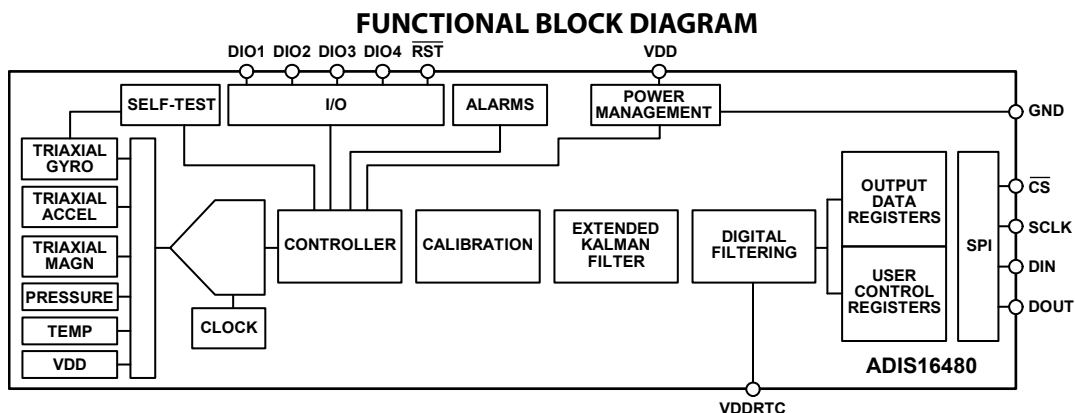 FUNCTIONAL BLOCK DIAGRAM
DIO1 DIO2 DIO3 DIO4 RST VDD
SELF-TEST
I/O
ALARMS
POWER
MANAGEMENT
GND
TRIAXIAL
GYRO
TRIAXIAL
ACCEL
TRIAXIAL
MAGN
PRESSURE
TEMP
VDD
CLOCK
CONTROLLER
CALIBRATION
EXTENDED
KALMAN
FILTER
DIGITAL
FILTERING
OUTPUT
DATA
REGISTERS
USER
CONTROL
REGISTERS
SPI
CS
SCLK
DIN
DOUT
ADIS16480
VDDRTC